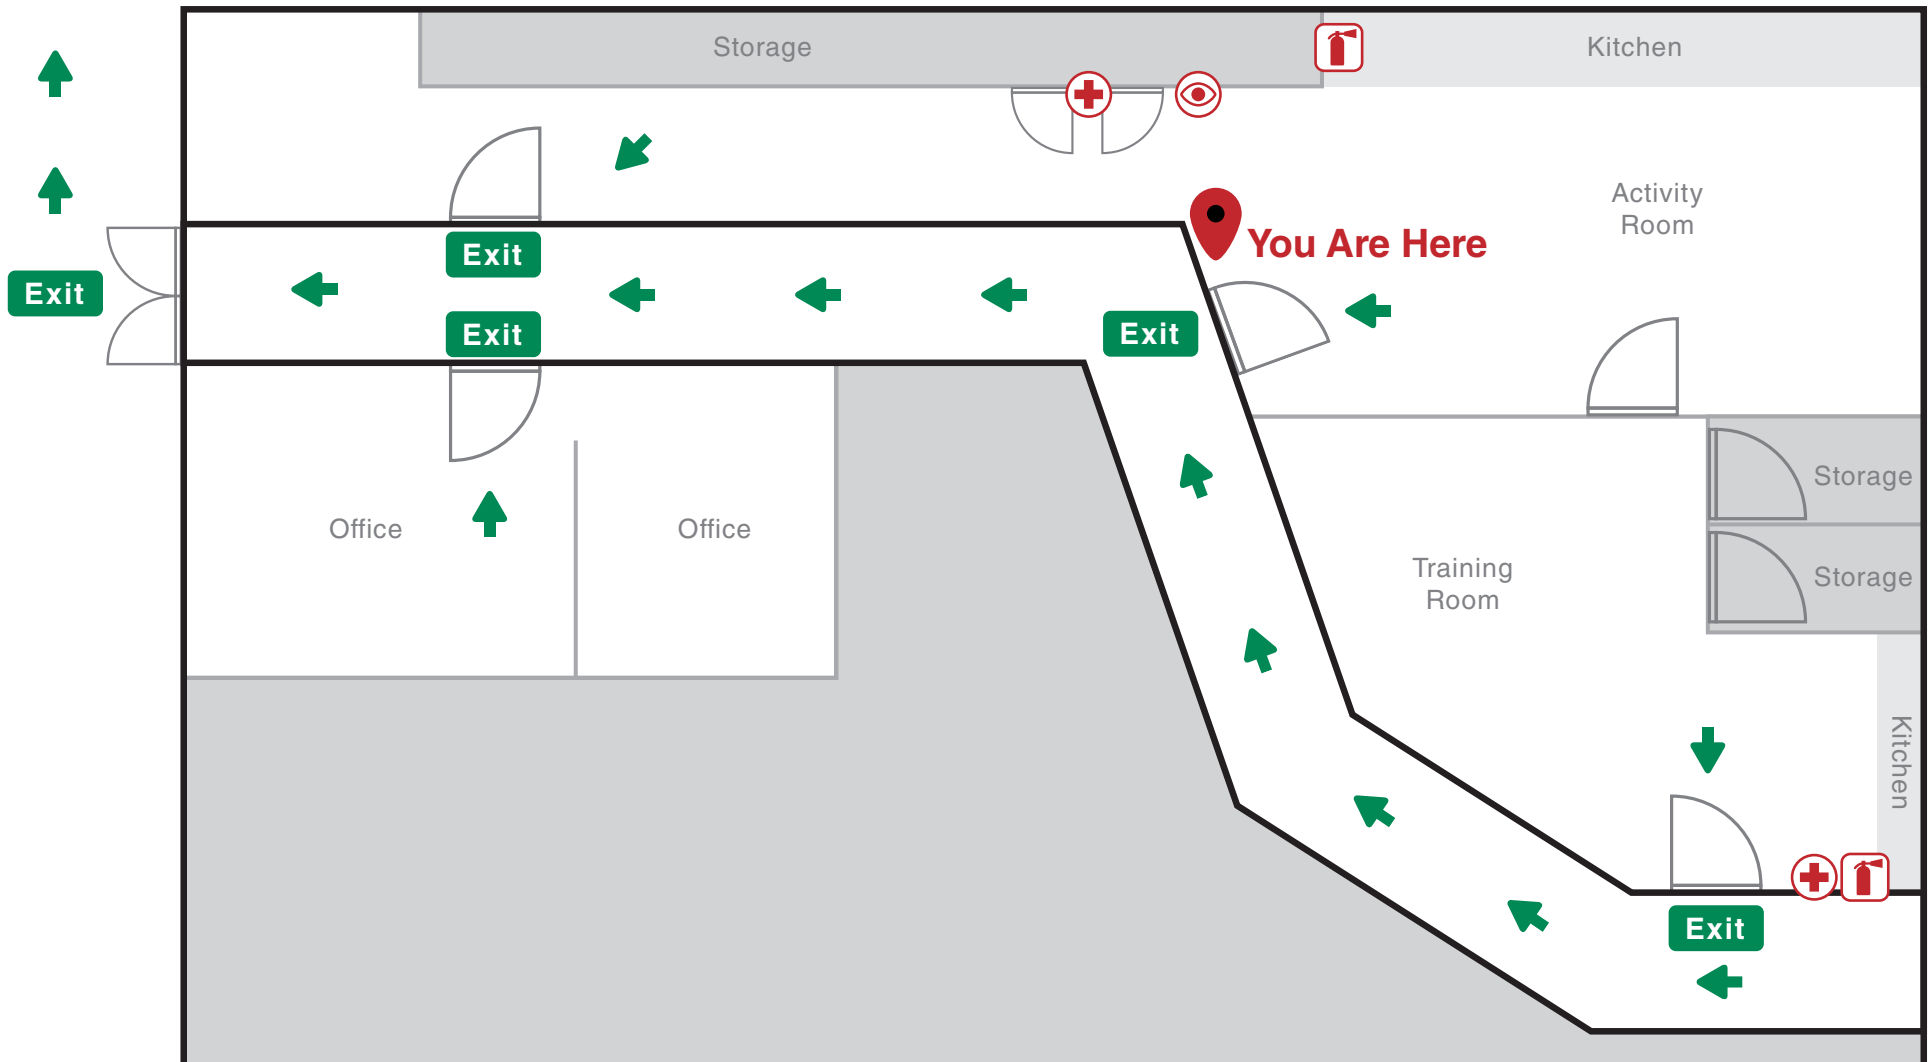 Storage
Kitchen
Activity
Room
You Are Here
Exit
Exit
Exit
Exit
Storage
Office
Office
Training
Room
Storage
Kitchen
Exit